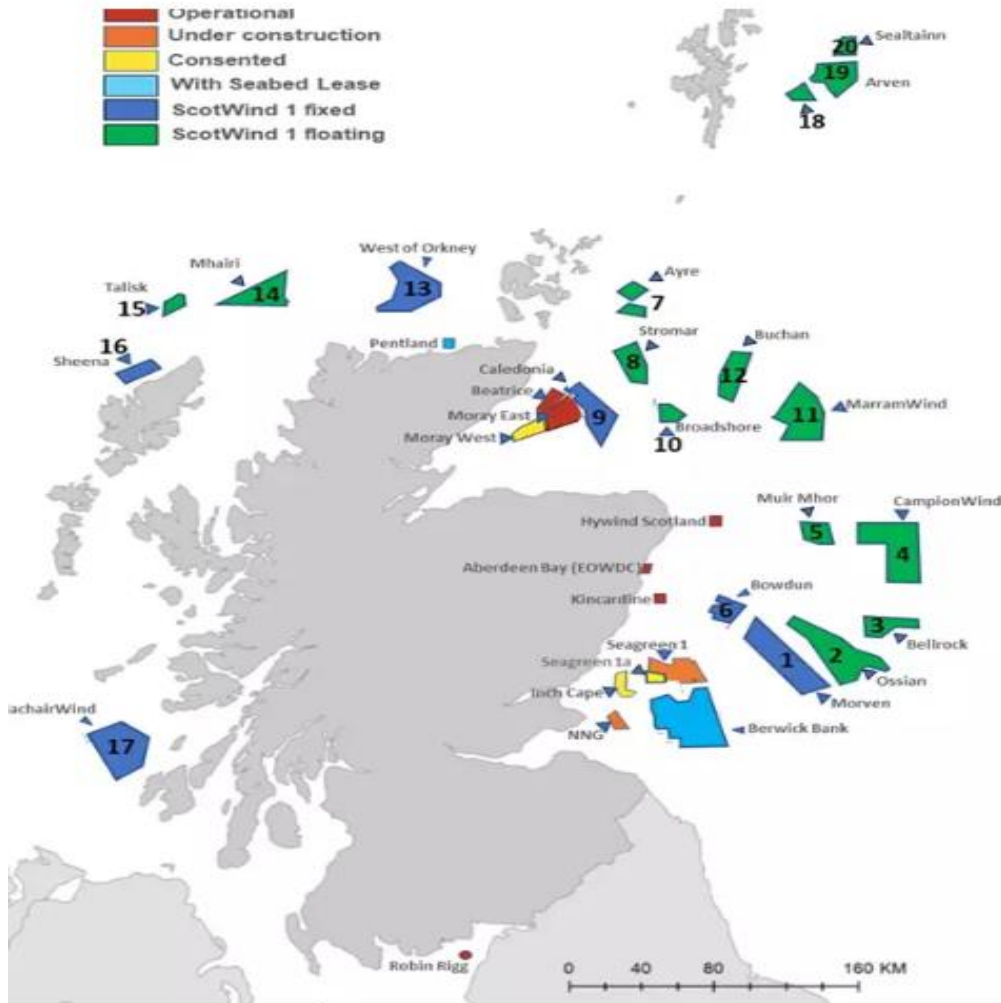 Operational
Under construction
Consented
With Seabed Lease
ScotWind 1 fixed
ScotWind 1 floating
20
Sealtainn
19
Arven
18
West of Orkney
Mhairi
Talisk
13
14
15
Ayre
7
16
Sheena
Pentland
Stromar
Buchan
8
12
Caledonia
Beatrice
Moray East
Moray West
9
11
MarramWind
Broadshore
10
Muir Mhor
CampionWind
Hywind Scotland
5
4
Aberdeen Bay (EOWDC)
Kincardine
Bowdun
6
3
Bellrock
Seagreen 1
Seagreen 1a
1
2
Ossian
Inch Cape
Morven
NNG
Berwick Bank
achairWind
17
Robin Rigg
0 40 80 160 KM